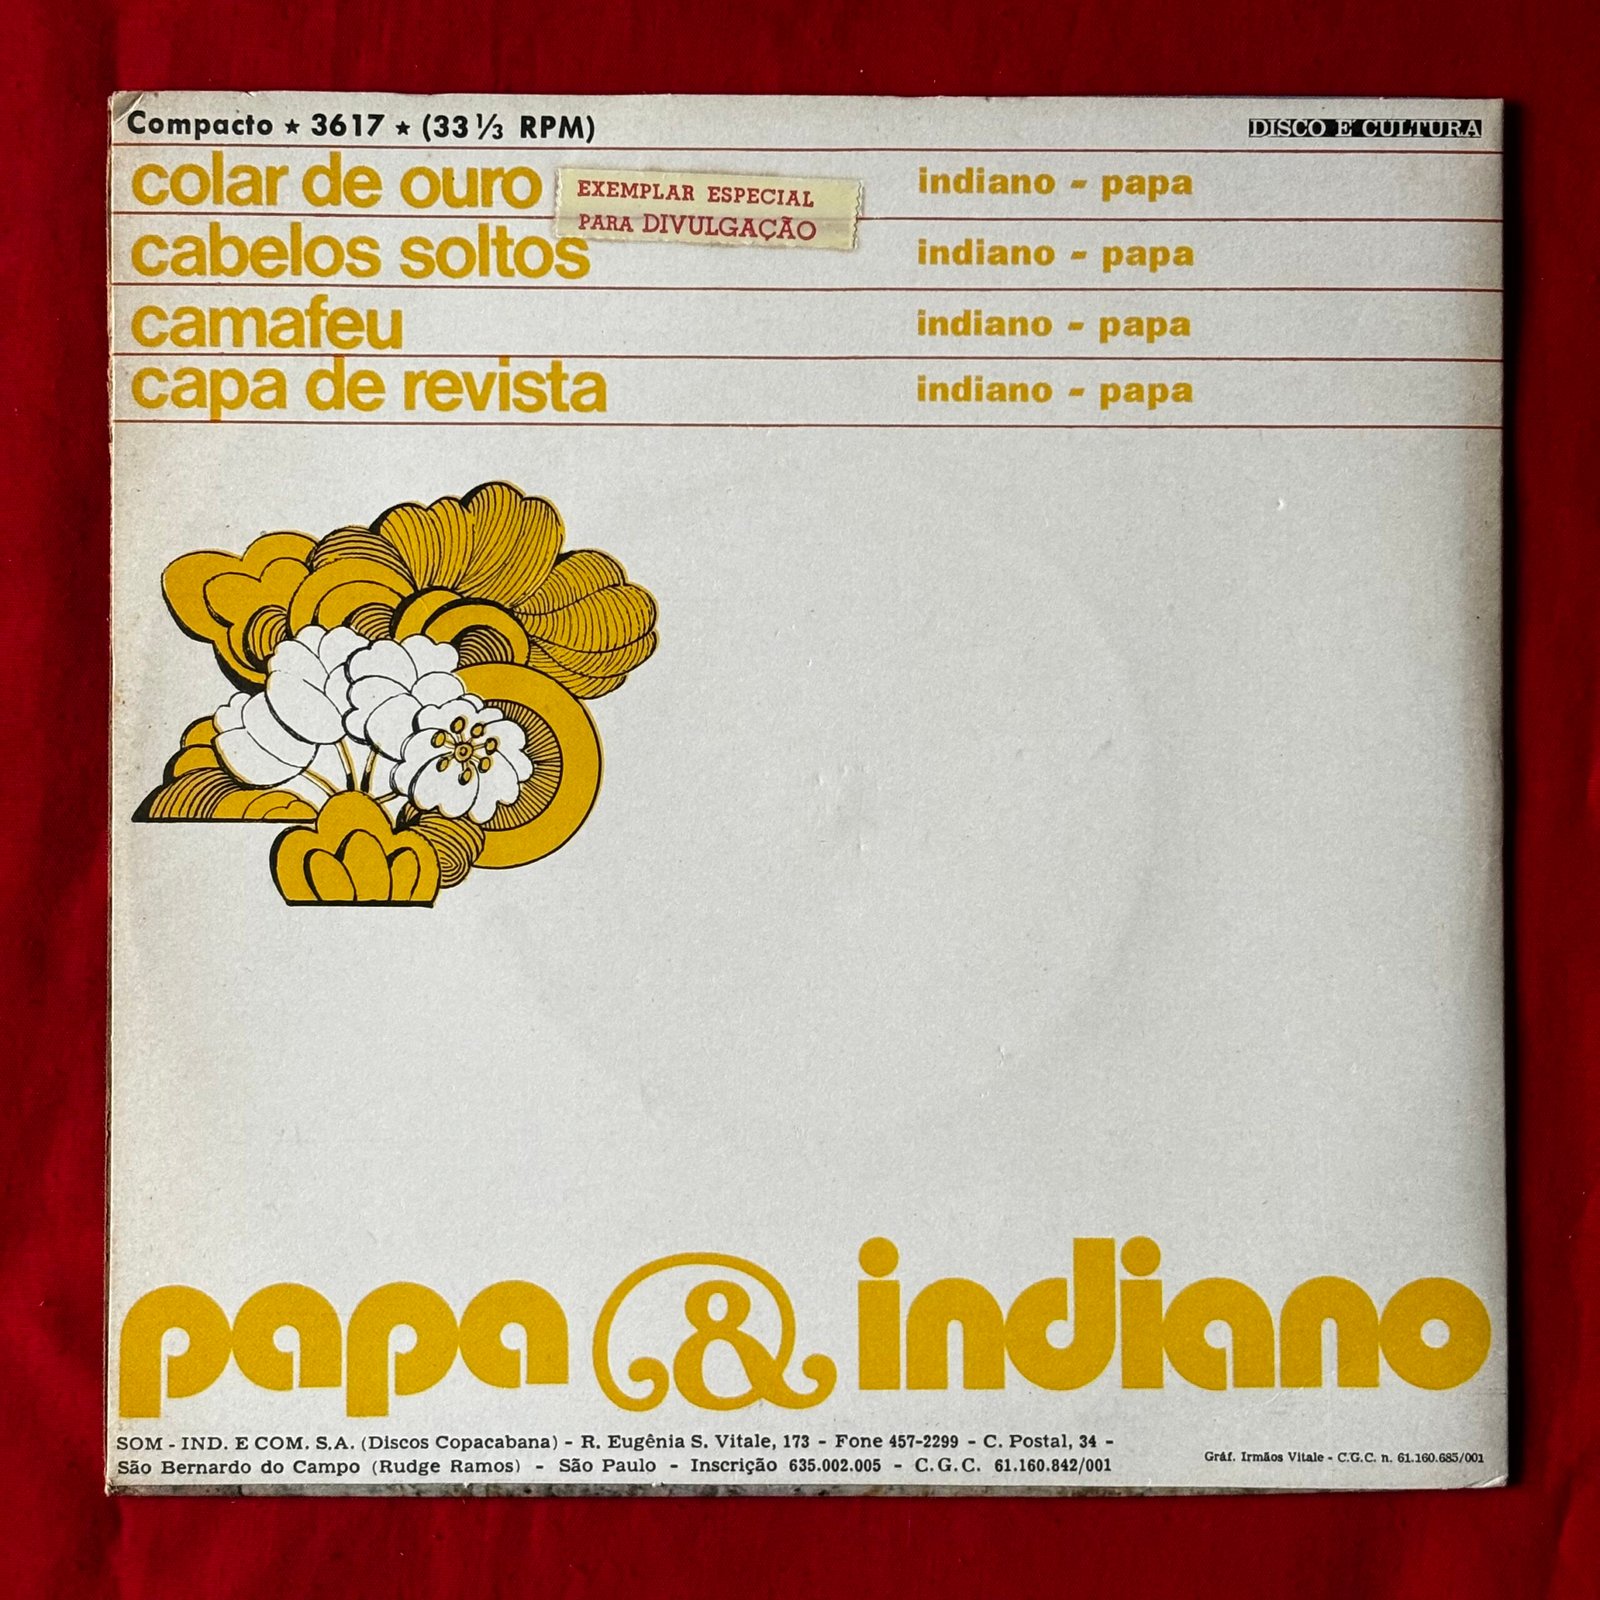 Compacto ★ 3617 ★ (33 ⅓ RPM)
DISCO E CULTURA
colar de ouro
indiano - papa
EXEMPLAR ESPECIAL
PARA DIVULGAÇÃO
cabelos soltos
indiano - papa
camafeu
indiano - papa
capa de revista
indiano - papa
papa & indiano
SOM - IND. E COM. S.A. (Discos Copacabana) - R. Eugênia S. Vitale, 173 - Fone 457-2299 - C. Postal, 34 -
São Bernardo do Campo (Rudge Ramos) - São Paulo - Inscrição 635.002.005 - C.G.C. 61.160.842/001
Gráf. Irmãos Vitale - C.G.C. n. 61.160.685/001